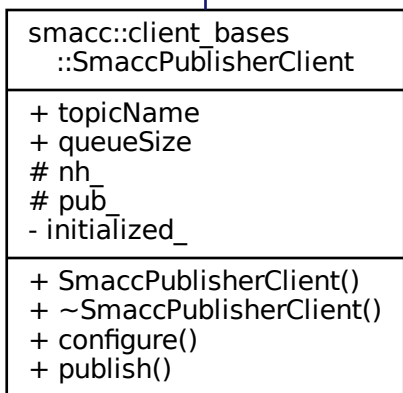 smacc::client_bases
::SmaccPublisherClient
+ topicName
+ queueSize
# nh_
# pub_
- initialized_
+ SmaccPublisherClient()
+ ~SmaccPublisherClient()
+ configure()
+ publish()